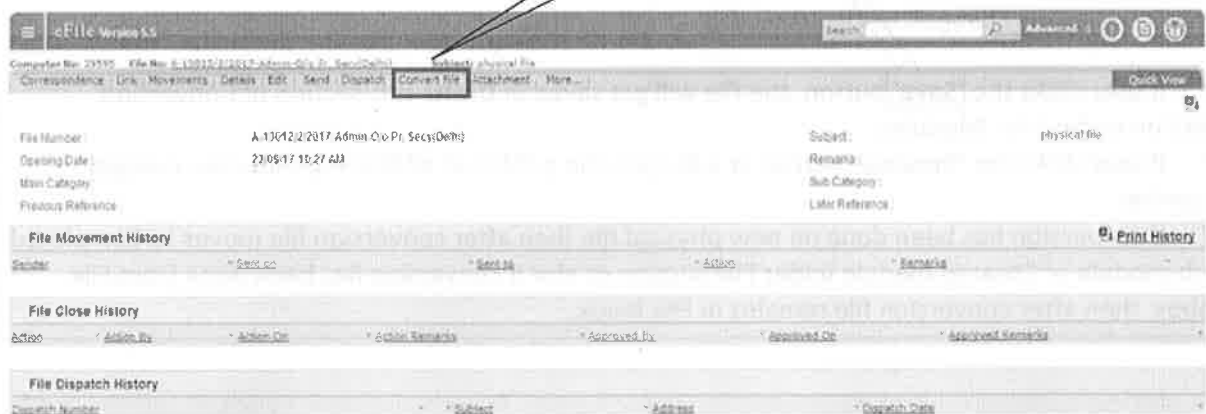 eFile Version 5.5 Search Advanced
Computer No: 29595 File No: A-13012/2/2017-Admin-O/o Pr. Secy(Delhi) Subject: physical file
Correspondence Link Movements Details Edit Send Dispatch Convert file Attachment More...
Quick View
File Number : A-13012/2/2017-Admin-O/o Pr. Secy(Delhi) Subject : physical file
Opening Date : 23/05/17 10:27 AM Remarks
Main Category : Sub Category :
Previous Reference Later Reference
File Movement History Print History
Sender Sent on Sent to Action Remarks
File Close History
Action Action By Action On Action Remarks Approved By Approved On Approved Remarks
File Dispatch History
Dispatch Number Subject Address Dispatch Date